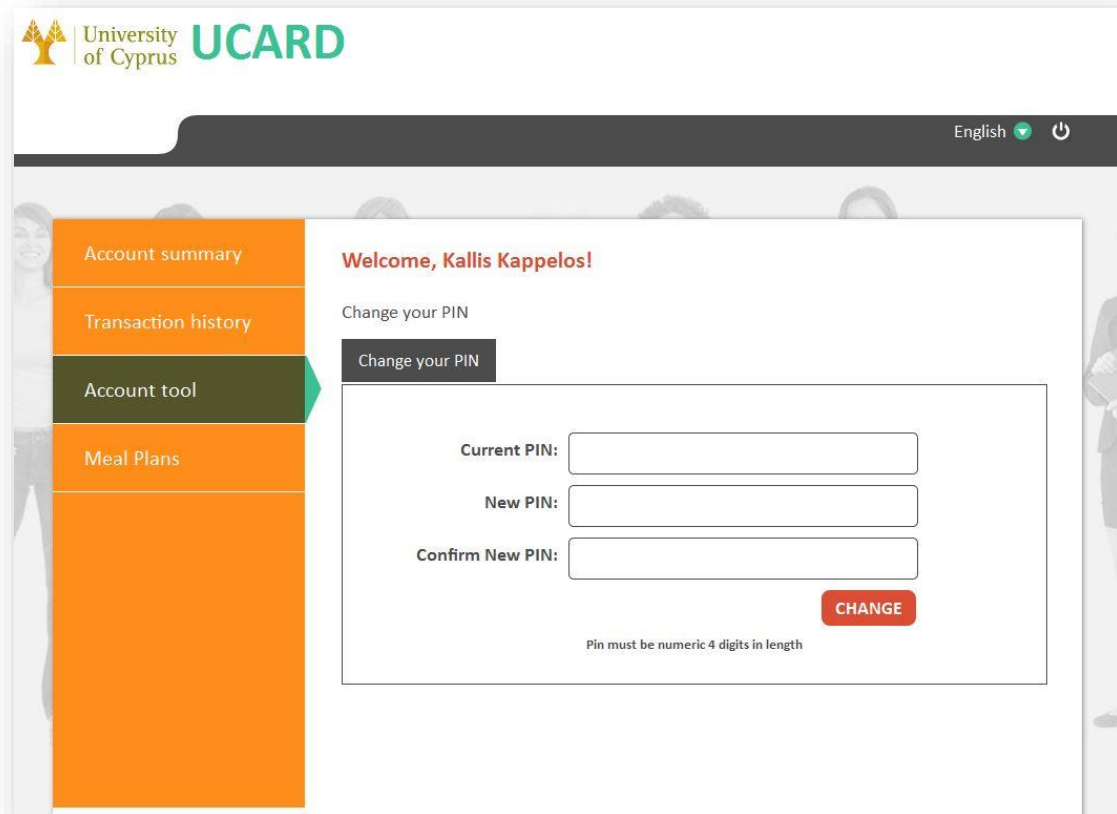 University of Cyprus UCARD
English
Account summary
Transaction history
Account tool
Meal Plans
Welcome, Kallis Kappelos!
Change your PIN
Change your PIN
Current PIN:
New PIN:
Confirm New PIN:
CHANGE
Pin must be numeric 4 digits in length